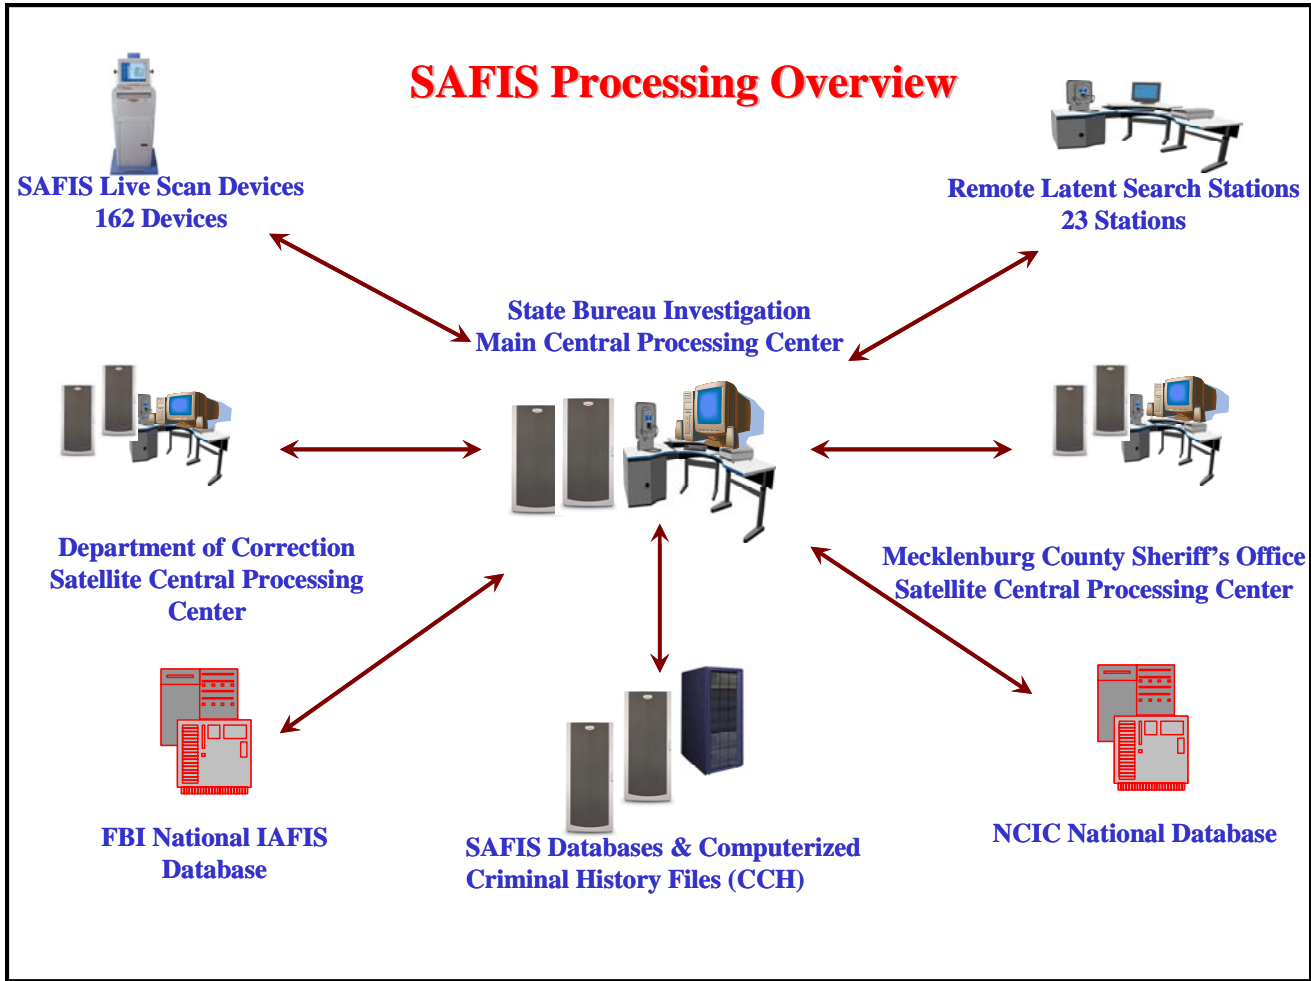 SAFIS Processing Overview
SAFIS Live Scan Devices
162 Devices
Remote Latent Search Stations
23 Stations
State Bureau Investigation
Main Central Processing Center
Department of Correction
Satellite Central Processing
Center
Mecklenburg County Sheriff’s Office
Satellite Central Processing Center
FBI National IAFIS
Database
SAFIS Databases & Computerized
Criminal History Files (CCH)
NCIC National Database